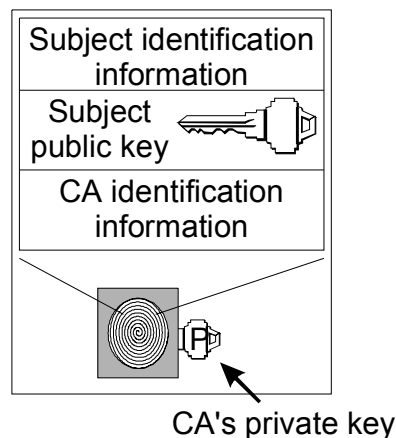 Subject identification
information
Subject
public key
CA identification
information
P
CA's private key